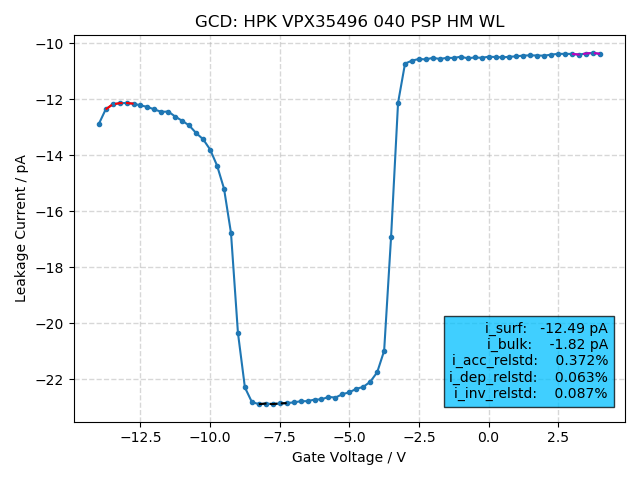 GCD: HPK VPX35496 040 PSP HM WL
Leakage Current / pA
−10
−12
−14
−16
−18
−20
−22
i_surf: -12.49 pA
i_bulk: -1.82 pA
i_acc_relstd: 0.372%
i_dep_relstd: 0.063%
i_inv_relstd: 0.087%
−12.5 −10.0 −7.5 −5.0 −2.5 0.0 2.5
Gate Voltage / V